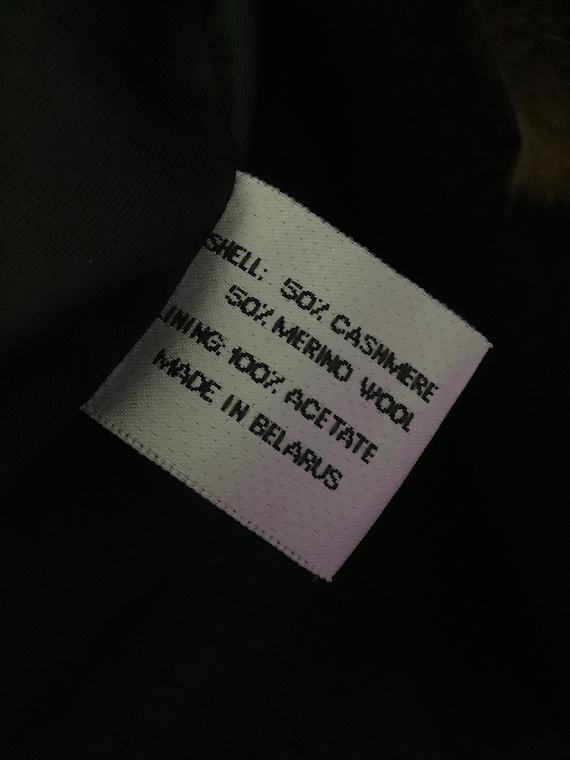 SHELL: 50% CASHMERE
50% MERINO WOOL
LINING: 100% ACETATE
MADE IN BELARUS